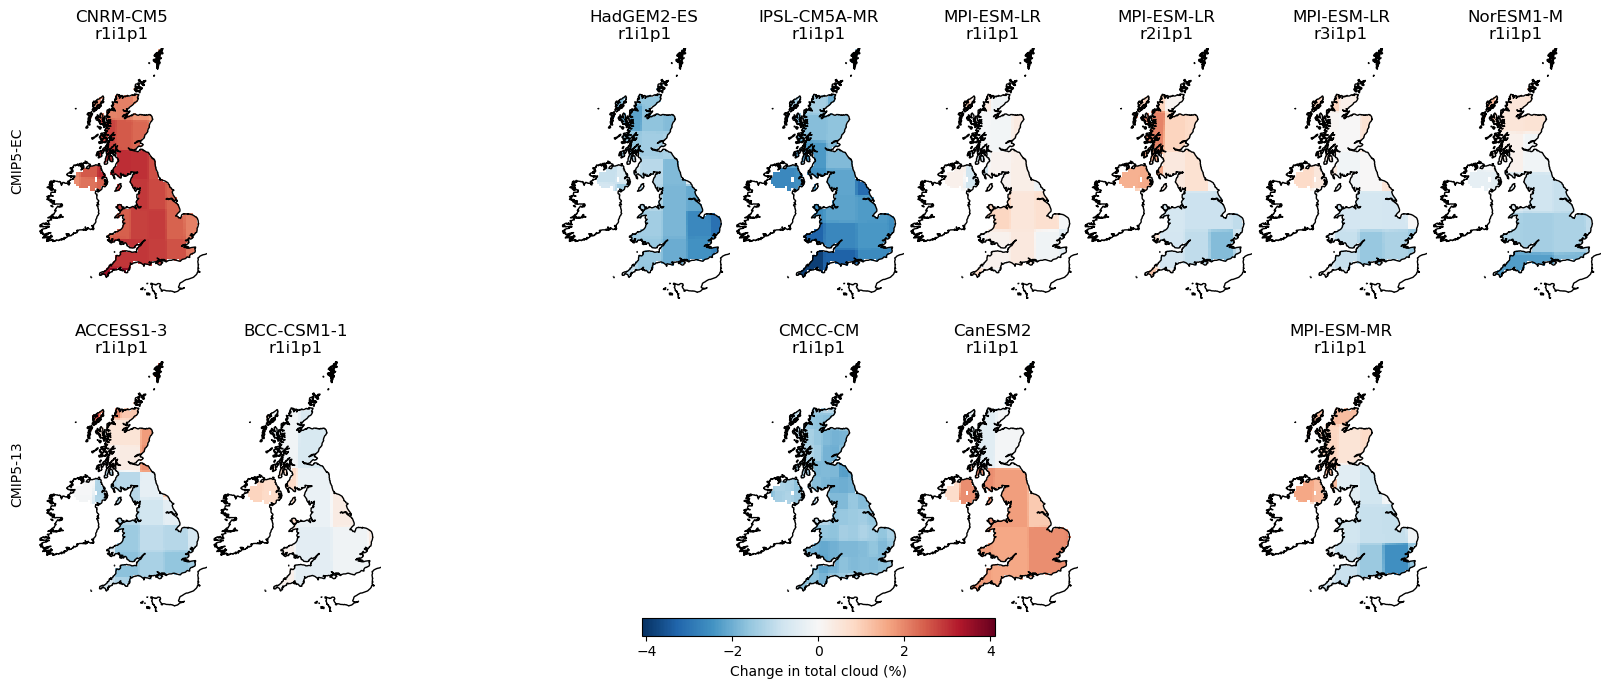 CNRM-CM5
r1i1p1
HadGEM2-ES
r1i1p1
IPSL-CM5A-MR
r1i1p1
MPI-ESM-LR
r1i1p1
MPI-ESM-LR
r2i1p1
MPI-ESM-LR
r3i1p1
NorESM1-M
r1i1p1
CMIP5-EC
ACCESS1-3
r1i1p1
BCC-CSM1-1
r1i1p1
CMCC-CM
r1i1p1
CanESM2
r1i1p1
MPI-ESM-MR
r1i1p1
CMIP5-13
−4 −2 0 2 4
Change in total cloud (%)